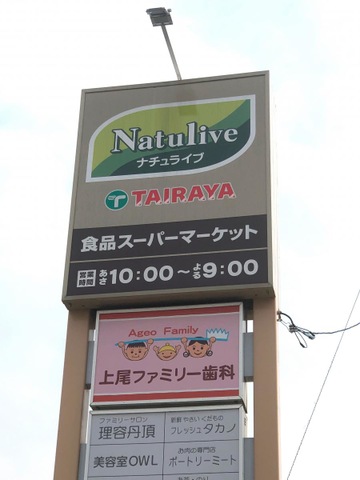 Natulive
ナチュライブ
TAIRAYA
食品スーパーマーケット
営業時間 あさ10:00〜よる9:00
Ageo Family
上尾ファミリー歯科
ファミリーサロン
理容丹頂
新鮮やさいくだもの
フレッシュタカノ
美容室OWL
お肉の専門店
ポートリーミート